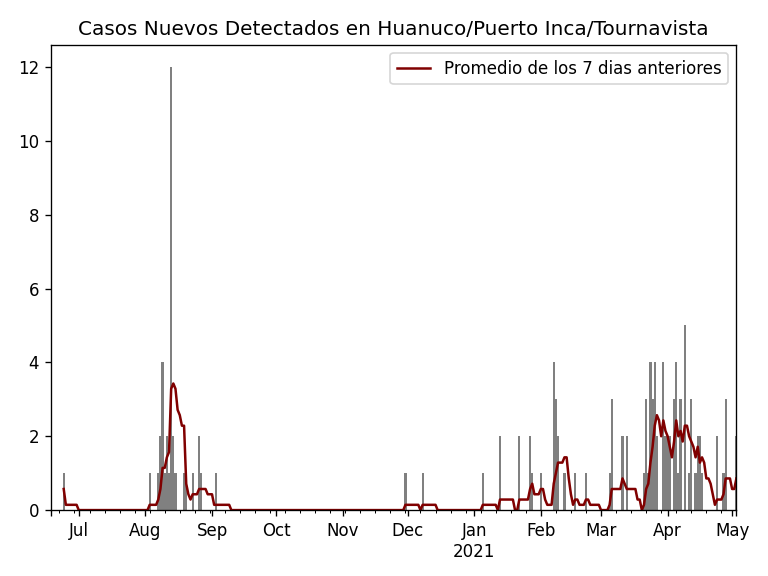 Casos Nuevos Detectados en Huanuco/Puerto Inca/Tournavista
Promedio de los 7 dias anteriores
12
10
8
6
4
2
0
Jul Aug Sep Oct Nov Dec Jan Feb Mar Apr May
2021